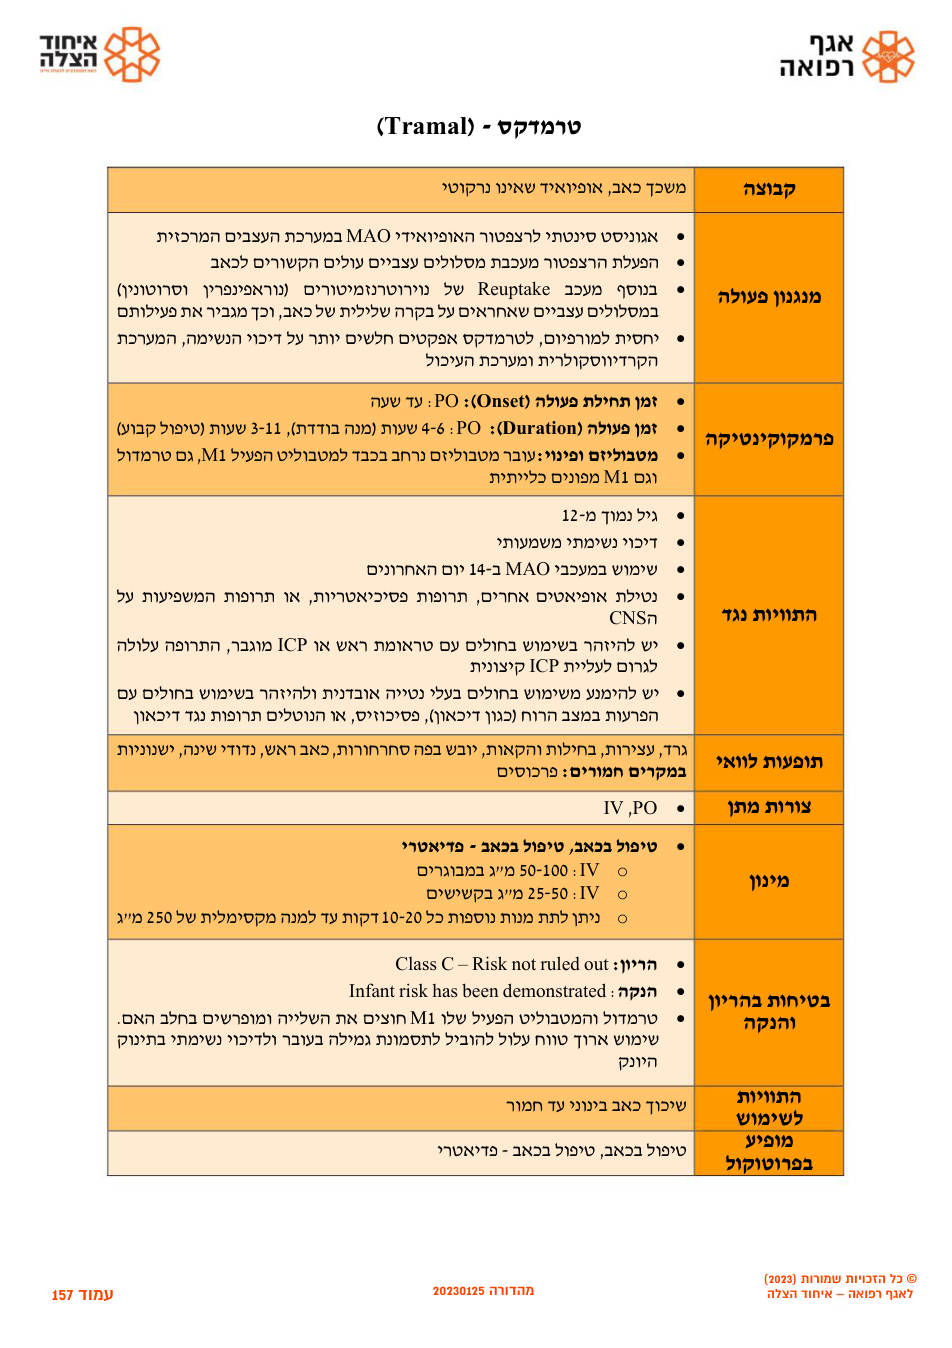 איחוד
הצלה
אגף
רפואה
טרמדקס - (Tramal)
קבוצה
משכך כאב, אופיואיד שאינו נרקוטי
מנגנון פעולה
• אגוניסט סינטתי לרצפטור האופיואידי MAO במערכת העצבים המרכזית
• הפעלת הרצפטור מעכבת מסלולים עצביים עולים הקשורים לכאב
• בנוסף מעכב Reuptake של נוירוטרנזמיטורים (נוראפינפרין וסרוטונין)
במסלולים עצביים שאחראים על בקרה שלילית של כאב, וכך מגביר את פעילותם
• יחסית למורפיום, לטרמדקס אפקטים חלשים יותר על דיכוי הנשימה, המערכת
הקרדיווסקולרית ומערכת העיכול
פרמקוקינטיקה
• זמן תחילת פעולה (Onset): PO: עד שעה
• זמן פעולה (Duration): PO: 4-6 שעות (מנה בודדת), 3-11 שעות (טיפול קבוע)
• מטבוליזם ופינוי: עובר מטבוליזם נרחב בכבד למטבוליט הפעיל M1, גם טרמדול
וגם M1 מפונים כלייתית
התוויות נגד
• גיל נמוך מ-12
• דיכוי נשימתי משמעותי
• שימוש במעכבי MAO ב-14 יום האחרונים
• נטילת אופיאטים אחרים, תרופות פסיכיאטריות, או תרופות המשפיעות על
הCNS
• יש להיזהר בשימוש בחולים עם טראומת ראש או ICP מוגבר, התרופה עלולה
לגרום לעליית ICP קיצונית
• יש להימנע משימוש בחולים בעלי נטייה אובדנית ולהיזהר בשימוש בחולים עם
הפרעות במצב הרוח (כגון דיכאון), פסיכוזיס, או הנוטלים תרופות נגד דיכאון
תופעות לוואי
גרד, עצירות, בחילות והקאות, יובש בפה סחרחורות, כאב ראש, נדודי שינה, ישנוניות
במקרים חמורים: פרכוסים
צורות מתן
• IV ,PO
מינון
• טיפול בכאב, טיפול בכאב - פדיאטרי
o IV: 50-100 מ״ג במבוגרים
o IV: 25-50 מ״ג בקשישים
o ניתן לתת מנות נוספות כל 10-20 דקות עד למנה מקסימלית של 250 מ״ג
בטיחות בהריון
והנקה
• הריון: Class C – Risk not ruled out
• הנקה: Infant risk has been demonstrated
• טרמדול והמטבוליט הפעיל שלו M1 חוצים את השלייה ומופרשים בחלב האם.
שימוש ארוך טווח עלול להוביל לתסמונת גמילה בעובר ולדיכוי נשימתי בתינוק
היונק
התוויות
לשימוש
שיכוך כאב בינוני עד חמור
מופיע
בפרוטוקול
טיפול בכאב, טיפול בכאב - פדיאטרי
© כל הזכויות שמורות (2023)
לאגף רפואה – איחוד הצלה
מהדורה 20230125
עמוד 157